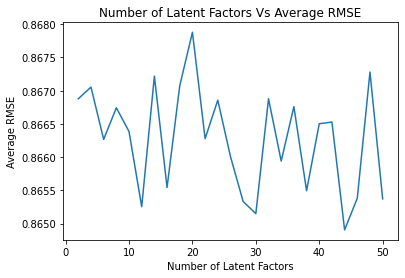 Number of Latent Factors Vs Average RMSE
0.8680
0.8675
0.8670
0.8665
0.8660
0.8655
0.8650
Average RMSE
0 10 20 30 40 50
Number of Latent Factors